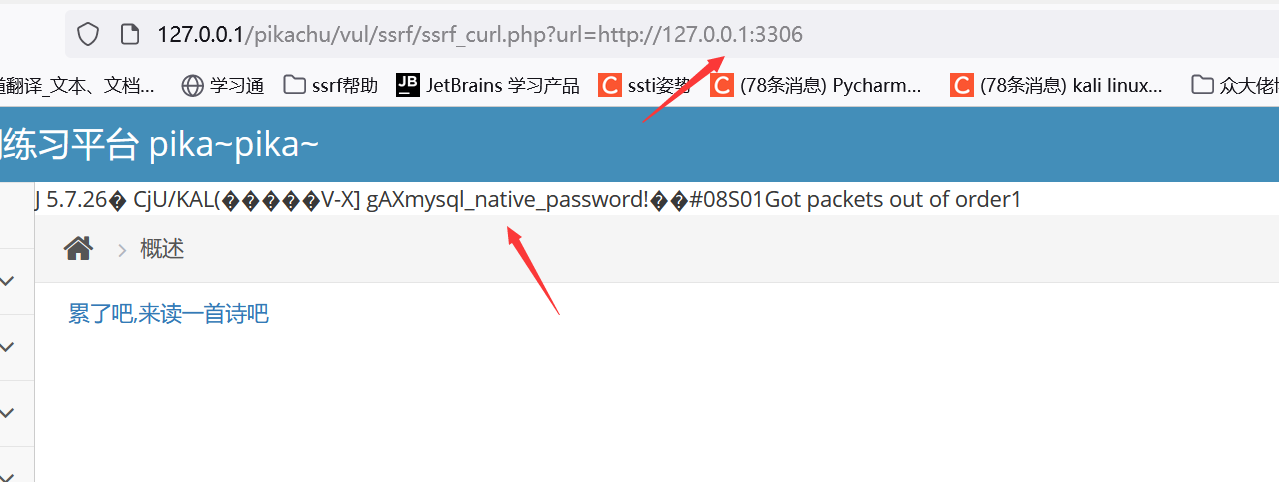 127.0.0.1/pikachu/vul/ssrf/ssrf_curl.php?url=http://127.0.0.1:3306
翻译_文本、文档... 学习通 ssrf帮助 JetBrains 学习产品 ssti姿势 (78条消息) Pycharm... (78条消息) kali linux... 众大佬
练习平台 pika~pika~
J 5.7.26� CjU/KAL(�����V-X] gAXmysql_native_password!��#08S01Got packets out of order1
概述
累了吧,来读一首诗吧